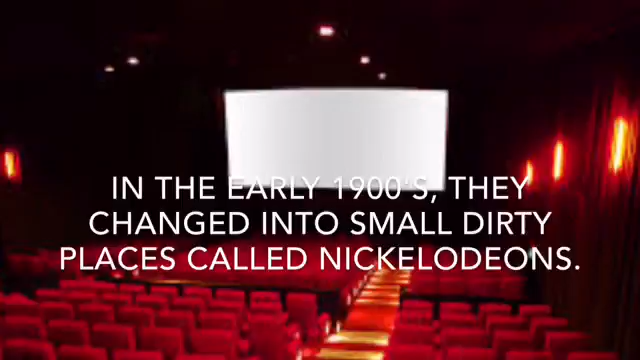 IN THE EARLY 1900'S, THEY
CHANGED INTO SMALL DIRTY
PLACES CALLED NICKELODEONS.